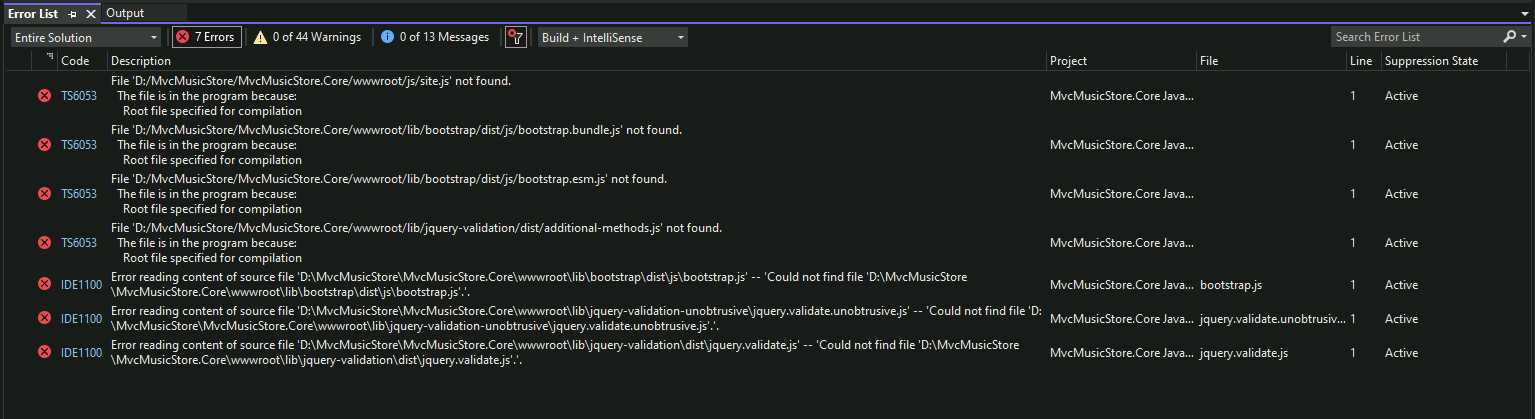 Error List
Output
Entire Solution
7 Errors
0 of 44 Warnings
0 of 13 Messages
Build + IntelliSense
Search Error List
Code Description Project File Line Suppression State
File 'D:/MvcMusicStore/MvcMusicStore.Core/wwwroot/js/site.js' not found.
The file is in the program because:
Root file specified for compilation
TS6053 MvcMusicStore.Core Java... 1 Active
File 'D:/MvcMusicStore/MvcMusicStore.Core/wwwroot/lib/bootstrap/dist/js/bootstrap.bundle.js' not found.
The file is in the program because:
Root file specified for compilation
TS6053 MvcMusicStore.Core Java... 1 Active
File 'D:/MvcMusicStore/MvcMusicStore.Core/wwwroot/lib/bootstrap/dist/js/bootstrap.esm.js' not found.
The file is in the program because:
Root file specified for compilation
TS6053 MvcMusicStore.Core Java... 1 Active
File 'D:/MvcMusicStore/MvcMusicStore.Core/wwwroot/lib/jquery-validation/dist/additional-methods.js' not found.
The file is in the program because:
Root file specified for compilation
TS6053 MvcMusicStore.Core Java... 1 Active
Error reading content of source file 'D:\MvcMusicStore\MvcMusicStore.Core\wwwroot\lib\bootstrap\dist\js\bootstrap.js' -- 'Could not find file 'D:\MvcMusicStore
\MvcMusicStore.Core\wwwroot\lib\bootstrap\dist\js\bootstrap.js'.'.
IDE1100 MvcMusicStore.Core Java... bootstrap.js 1 Active
Error reading content of source file 'D:\MvcMusicStore\MvcMusicStore.Core\wwwroot\lib\jquery-validation-unobtrusive\jquery.validate.unobtrusive.js' -- 'Could not find file 'D:
\MvcMusicStore\MvcMusicStore.Core\wwwroot\lib\jquery-validation-unobtrusive\jquery.validate.unobtrusive.js'.'.
IDE1100 MvcMusicStore.Core Java... jquery.validate.unobtrusiv... 1 Active
Error reading content of source file 'D:\MvcMusicStore\MvcMusicStore.Core\wwwroot\lib\jquery-validation\dist\jquery.validate.js' -- 'Could not find file 'D:\MvcMusicStore
\MvcMusicStore.Core\wwwroot\lib\jquery-validation\dist\jquery.validate.js'.'.
IDE1100 MvcMusicStore.Core Java... jquery.validate.js 1 Active